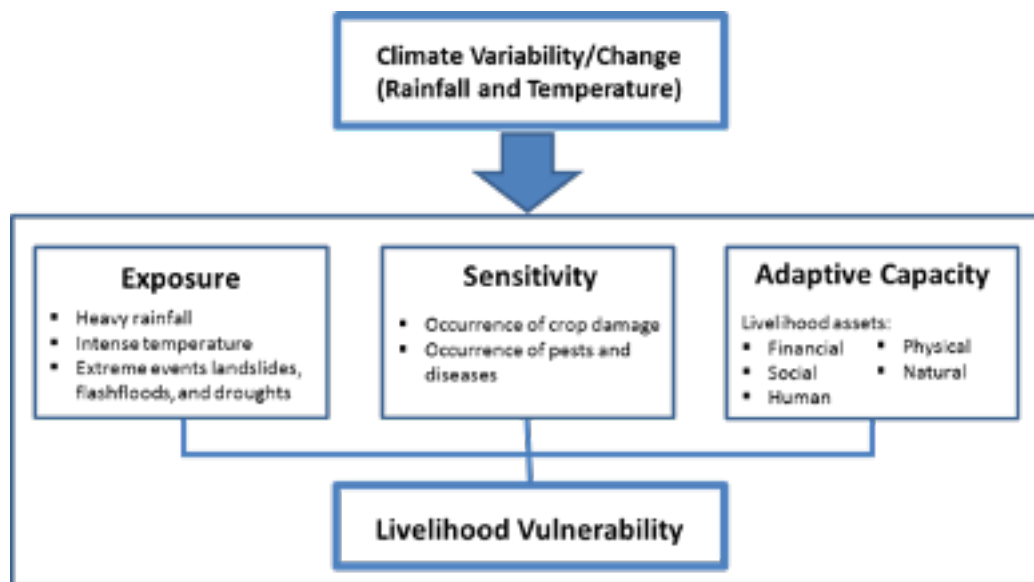 Climate Variability/Change
(Rainfall and Temperature)
Exposure
▪ Heavy rainfall
▪ Intense temperature
▪ Extreme events landslides,
flashfloods, and droughts
Sensitivity
▪ Occurrence of crop damage
▪ Occurrence of pests and
diseases
Adaptive Capacity
Livelihood assets:
▪ Financial
▪ Social
▪ Human
▪ Physical
▪ Natural
Livelihood Vulnerability